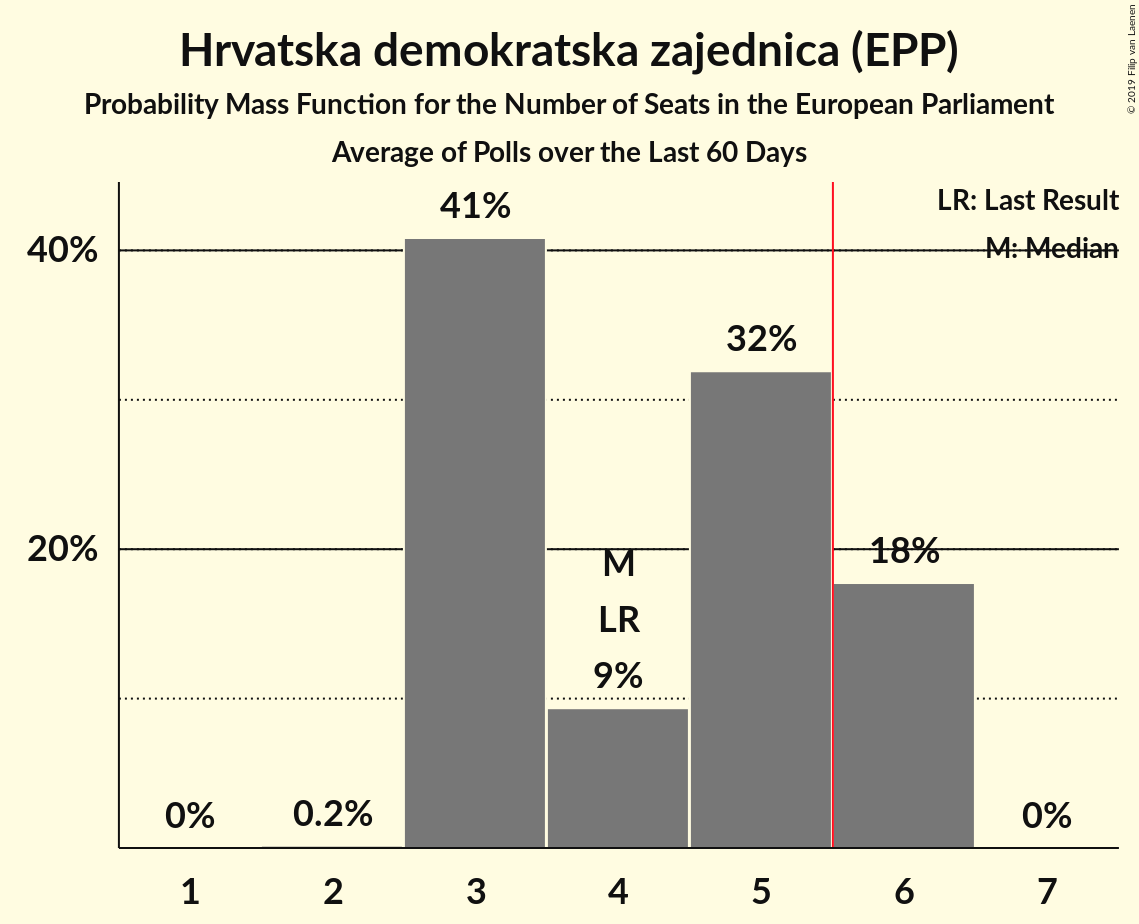 Hrvatska demokratska zajednica (EPP)
Probability Mass Function for the Number of Seats in the European Parliament
Average of Polls over the Last 60 Days
© 2019 Filip van Laenen
LR: Last Result
M: Median
40%
20%
0%
0.2%
41%
M
LR
9%
32%
18%
0%
1 2 3 4 5 6 7